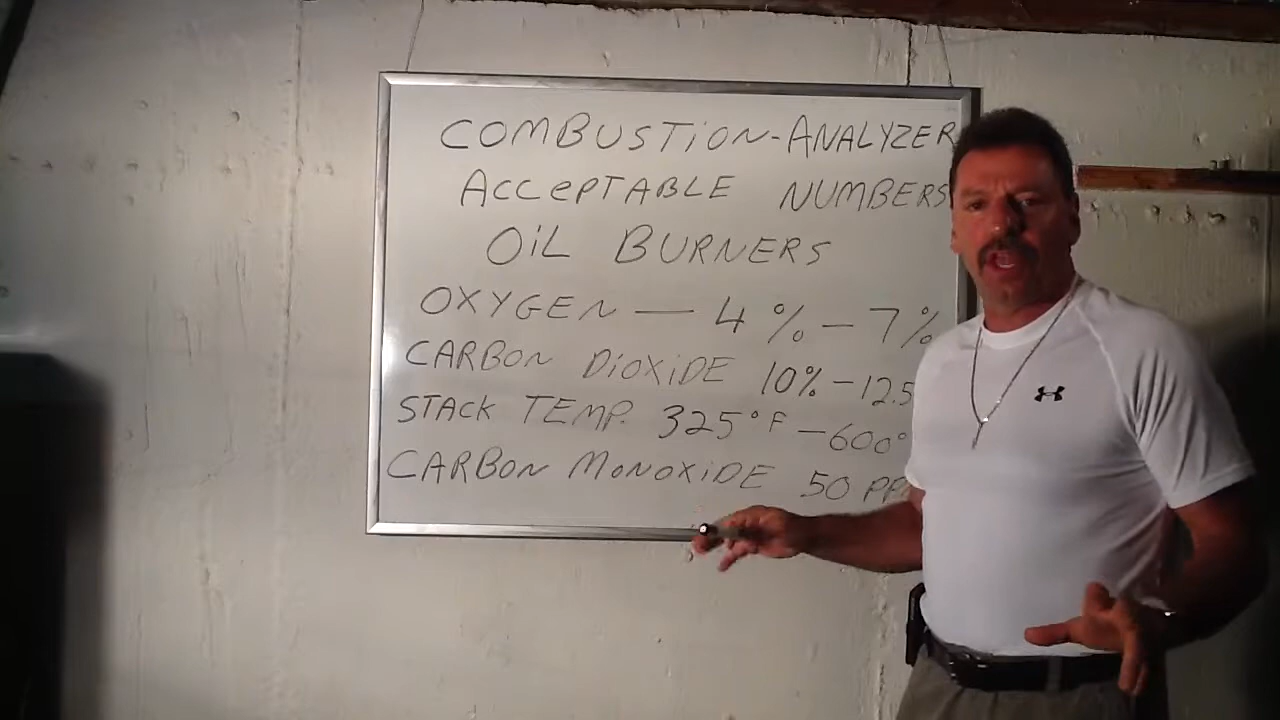 COMBUSTiON-ANALYZER
ACCePTABLE NUMBERS
OiL BURNERS
OXYGEN — 4% – 7%
CARBON DiOXiDE 10% – 12.5
STACK TEMP. 325°F – 600°
CARBON MONOXiDE 50 PP